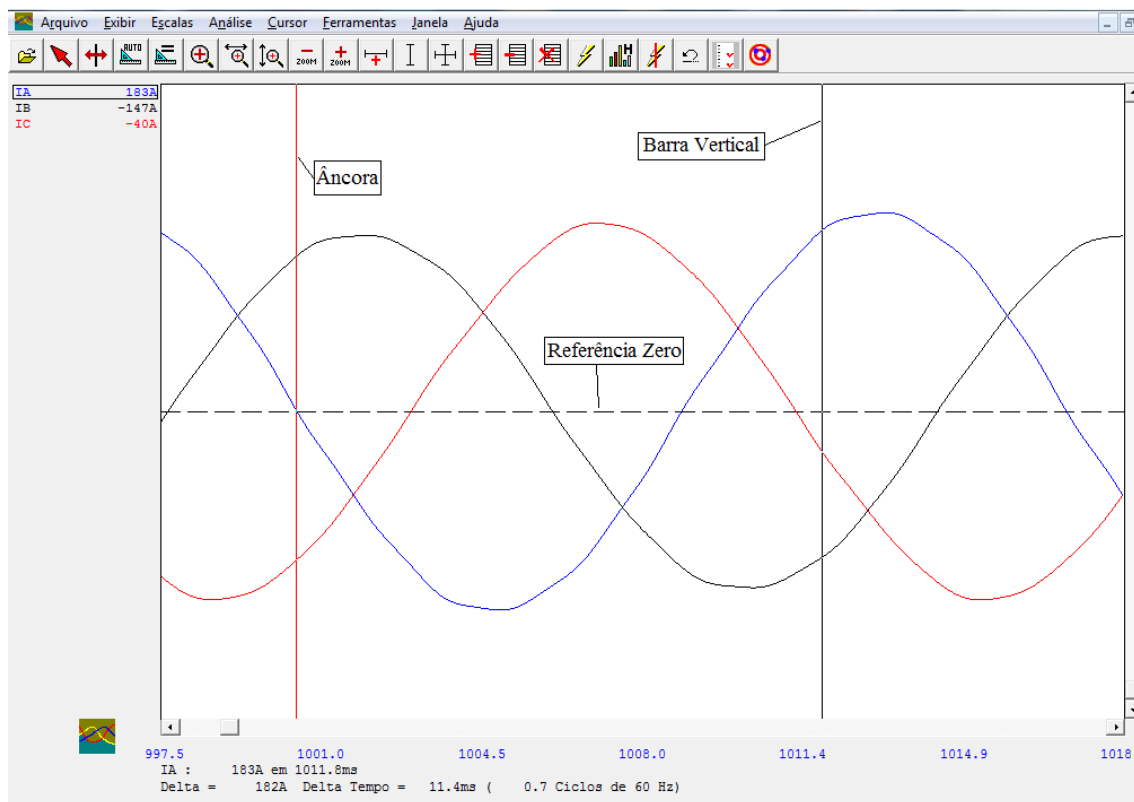 Arquivo Exibir Escalas Análise Cursor Ferramentas Janela Ajuda
AUTO
ZOOM
ZOOM
H
IA 183A
IB -147A
IC -40A
Âncora
Barra Vertical
Referência Zero
997.5 1001.0 1004.5 1008.0 1011.4 1014.9 1018
IA : 183A em 1011.8ms
Delta = 182A Delta Tempo = 11.4ms ( 0.7 Ciclos de 60 Hz)